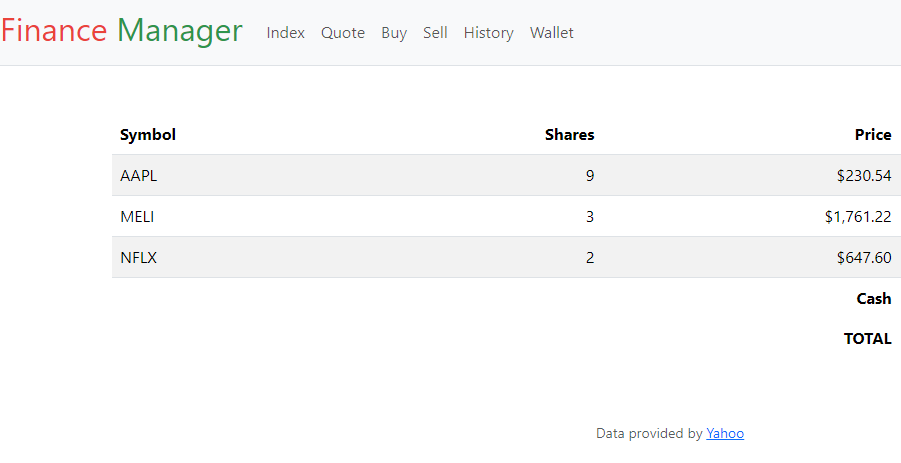 Finance Manager Index Quote Buy Sell History Wallet
Symbol Shares Price
AAPL 9 $230.54
MELI 3 $1,761.22
NFLX 2 $647.60
Cash
TOTAL
Data provided by Yahoo